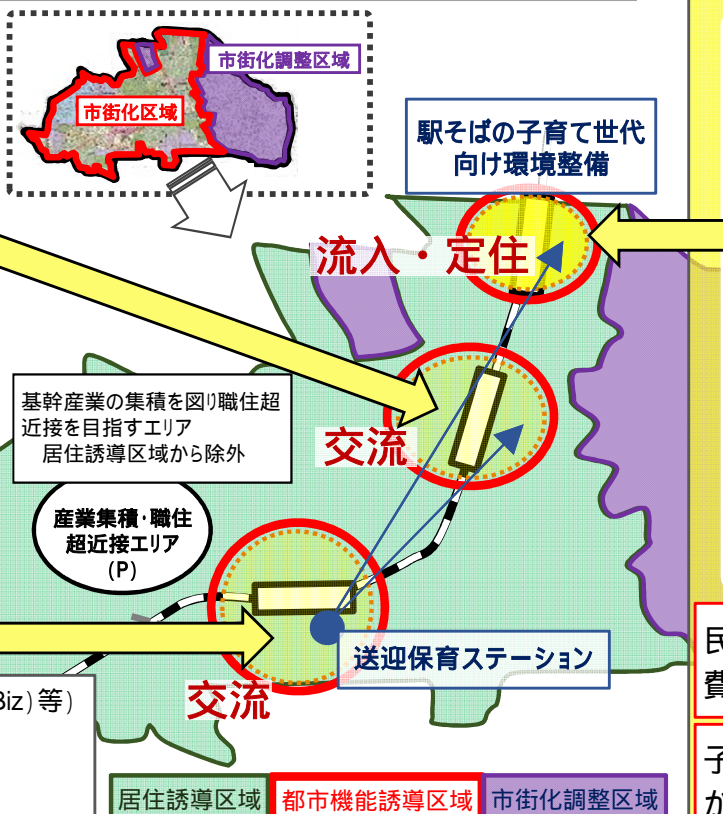 市街化調整区域
市街化区域
駅そばの子育て世代
向け環境整備
流入・定住
基幹産業の集積を図り職住超
近接を目指すエリア
居住誘導区域から除外
交流
産業集積・職住
超近接エリア
(P)
送迎保育ステーション
交流
Biz)等)
民
費
子
が
居住誘導区域
都市機能誘導区域
市街化調整区域